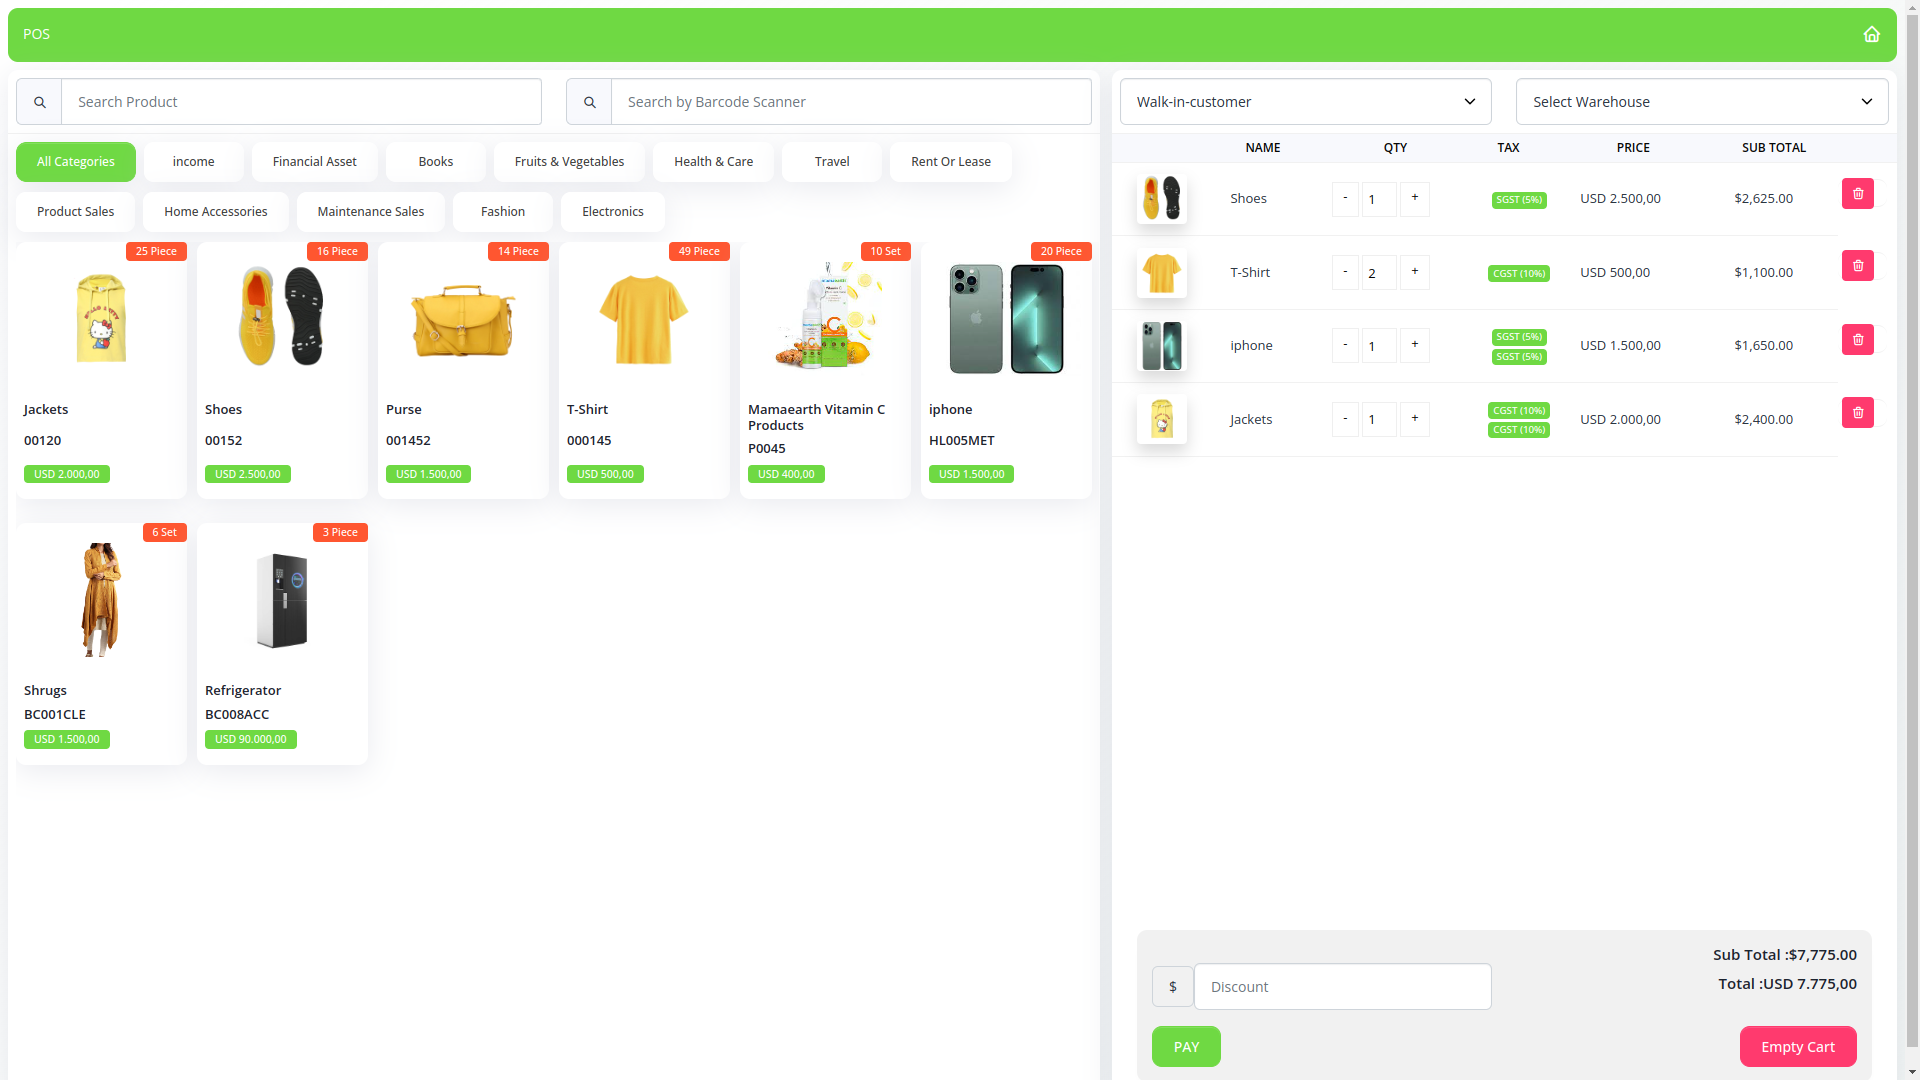 POS
Search Product
Search by Barcode Scanner
Walk-in-customer
Select Warehouse
All Categories
income
Financial Asset
Books
Fruits & Vegetables
Health & Care
Travel
Rent Or Lease
Product Sales
Home Accessories
Maintenance Sales
Fashion
Electronics
25 Piece
Jackets
00120
USD 2.000,00
16 Piece
Shoes
00152
USD 2.500,00
14 Piece
Purse
001452
USD 1.500,00
49 Piece
T-Shirt
000145
USD 500,00
10 Set
Mamaearth Vitamin C
Products
P0045
USD 400,00
20 Piece
iphone
HL005MET
USD 1.500,00
6 Set
Shrugs
BC001CLE
USD 1.500,00
3 Piece
Refrigerator
BC008ACC
USD 90.000,00
NAME QTY TAX PRICE SUB TOTAL
Shoes - 1 + SGST (5%) USD 2.500,00 $2,625.00
T-Shirt - 2 + CGST (10%) USD 500,00 $1,100.00
iphone - 1 + SGST (5%) SGST (5%) USD 1.500,00 $1,650.00
Jackets - 1 + CGST (10%) CGST (10%) USD 2.000,00 $2,400.00
Sub Total :$7,775.00
$ Discount
Total :USD 7.775,00
PAY
Empty Cart